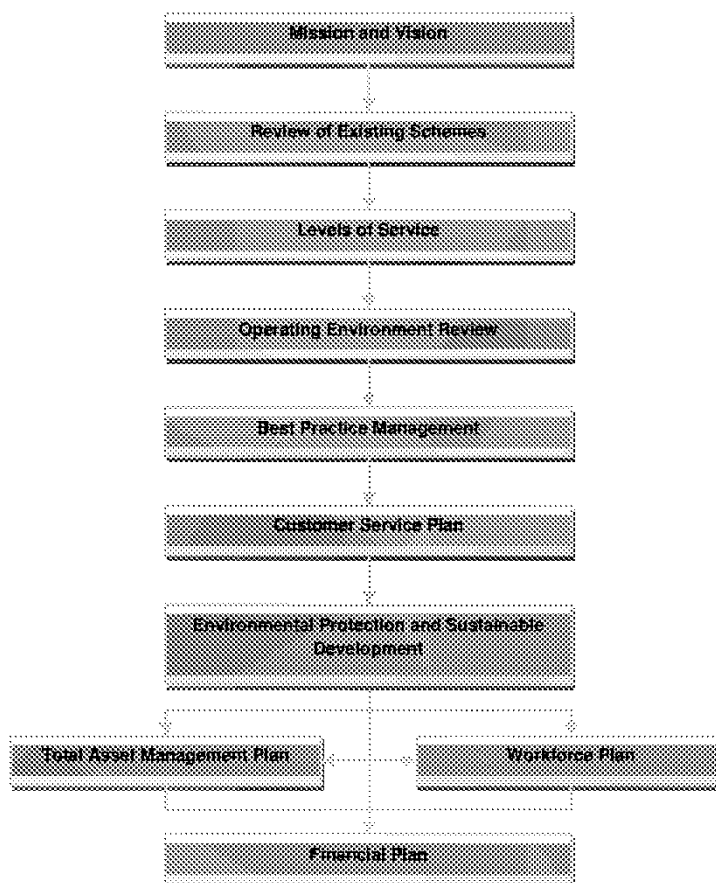 Mission and Vision
Review of Existing Schemes
Levels of Service
Operating Environment Review
Best Practice Management
Customer Service Plan
Environmental Protection and Sustainable
Development
Total Asset Management Plan
Workforce Plan
Financial Plan